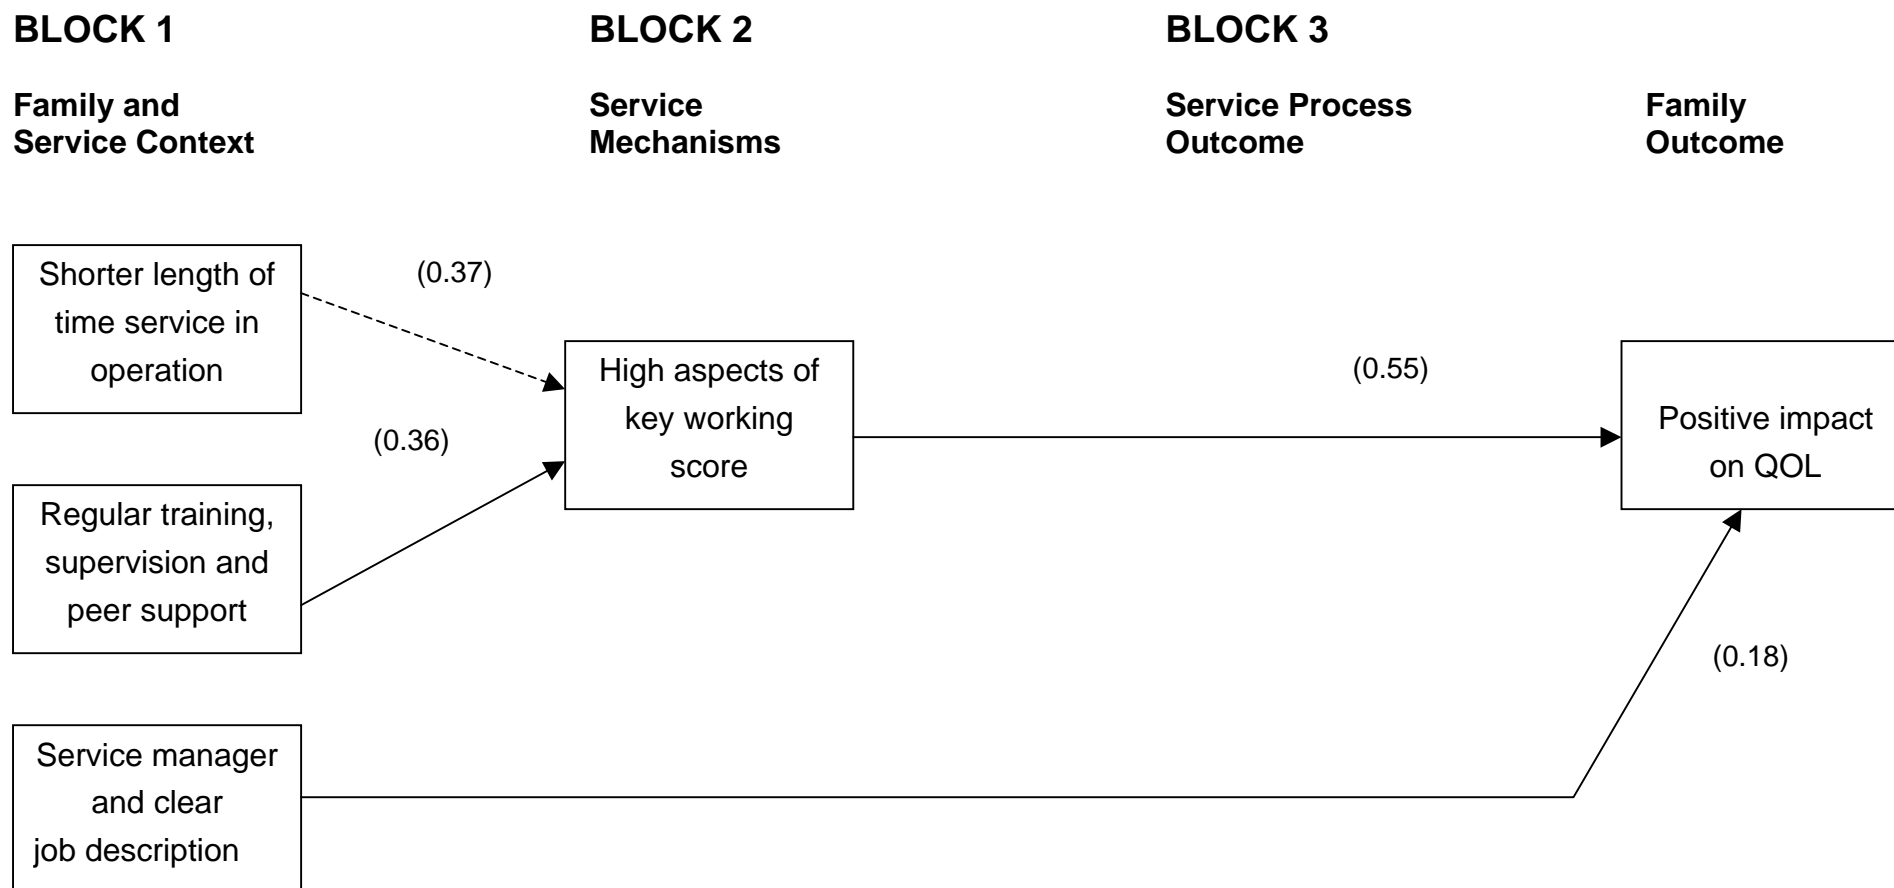 BLOCK 1
BLOCK 2
BLOCK 3
Family and
Service Context
Service
Mechanisms
Service Process
Outcome
Family
Outcome
Shorter length of
time service in
operation
(0.37)
(0.36)
High aspects of
key working
score
(0.55)
Positive impact
on QOL
Regular training,
supervision and
peer support
(0.18)
Service manager
and clear
job description